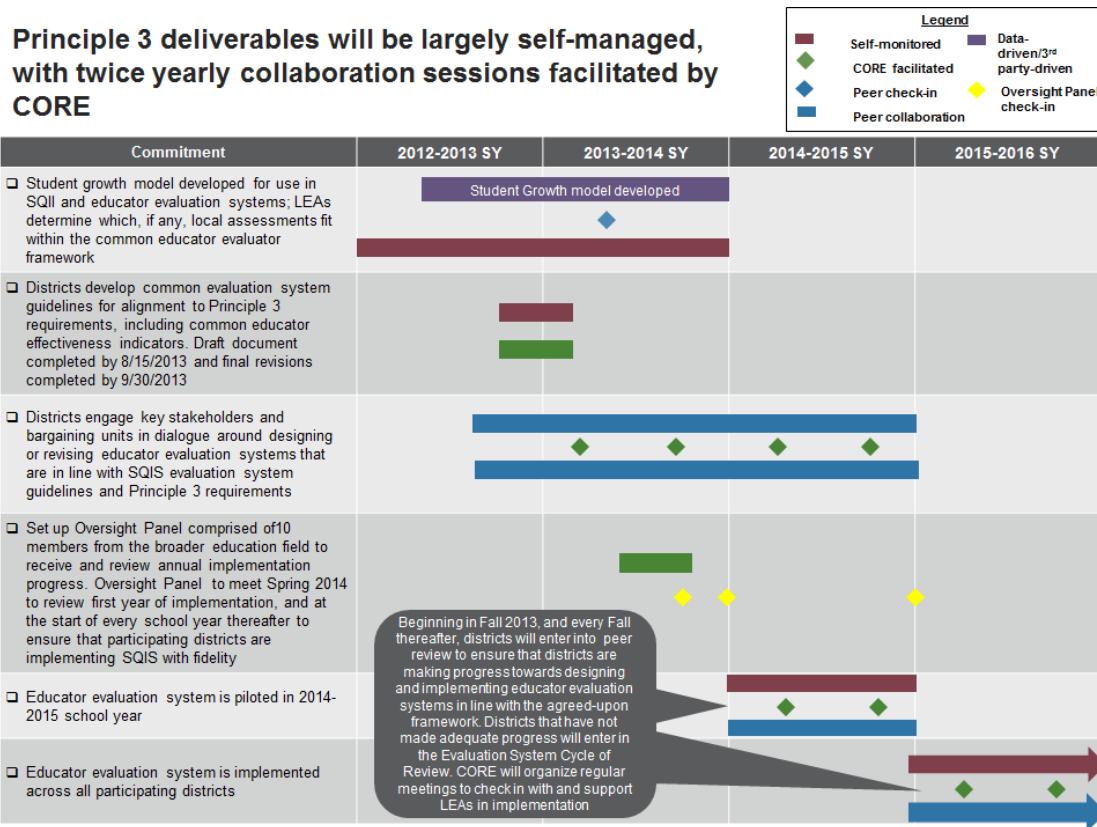 Principle 3 deliverables will be largely self-managed,
with twice yearly collaboration sessions facilitated by
CORE
Legend
Self-monitored
CORE facilitated
Peer check-in
Peer collaboration
Data-
driven/3rd
party-driven
Oversight Panel
check-in
Commitment
2012-2013 SY
2013-2014 SY
2014-2015 SY
2015-2016 SY
Student growth model developed for use in
SQII and educator evaluation systems; LEAs
determine which, if any, local assessments fit
within the common educator evaluator
framework
Student Growth model developed
Districts develop common evaluation system
guidelines for alignment to Principle 3
requirements, including common educator
effectiveness indicators. Draft document
completed by 8/15/2013 and final revisions
completed by 9/30/2013
Districts engage key stakeholders and
bargaining units in dialogue around designing
or revising educator evaluation systems that
are in line with SQIS evaluation system
guidelines and Principle 3 requirements
Set up Oversight Panel comprised of10
members from the broader education field to
receive and review annual implementation
progress. Oversight Panel to meet Spring 2014
to review first year of implementation, and at
the start of every school year thereafter to
ensure that participating districts are
implementing SQIS with fidelity
Beginning in Fall 2013, and every Fall
thereafter, districts will enter into peer
review to ensure that districts are
making progress towards designing
and implementing educator evaluation
systems in line with the agreed-upon
framework. Districts that have not
made adequate progress will enter in
the Evaluation System Cycle of
Review. CORE will organize regular
meetings to check in with and support
LEAs in implementation
Educator evaluation system is piloted in 2014-
2015 school year
Educator evaluation system is implemented
across all participating districts